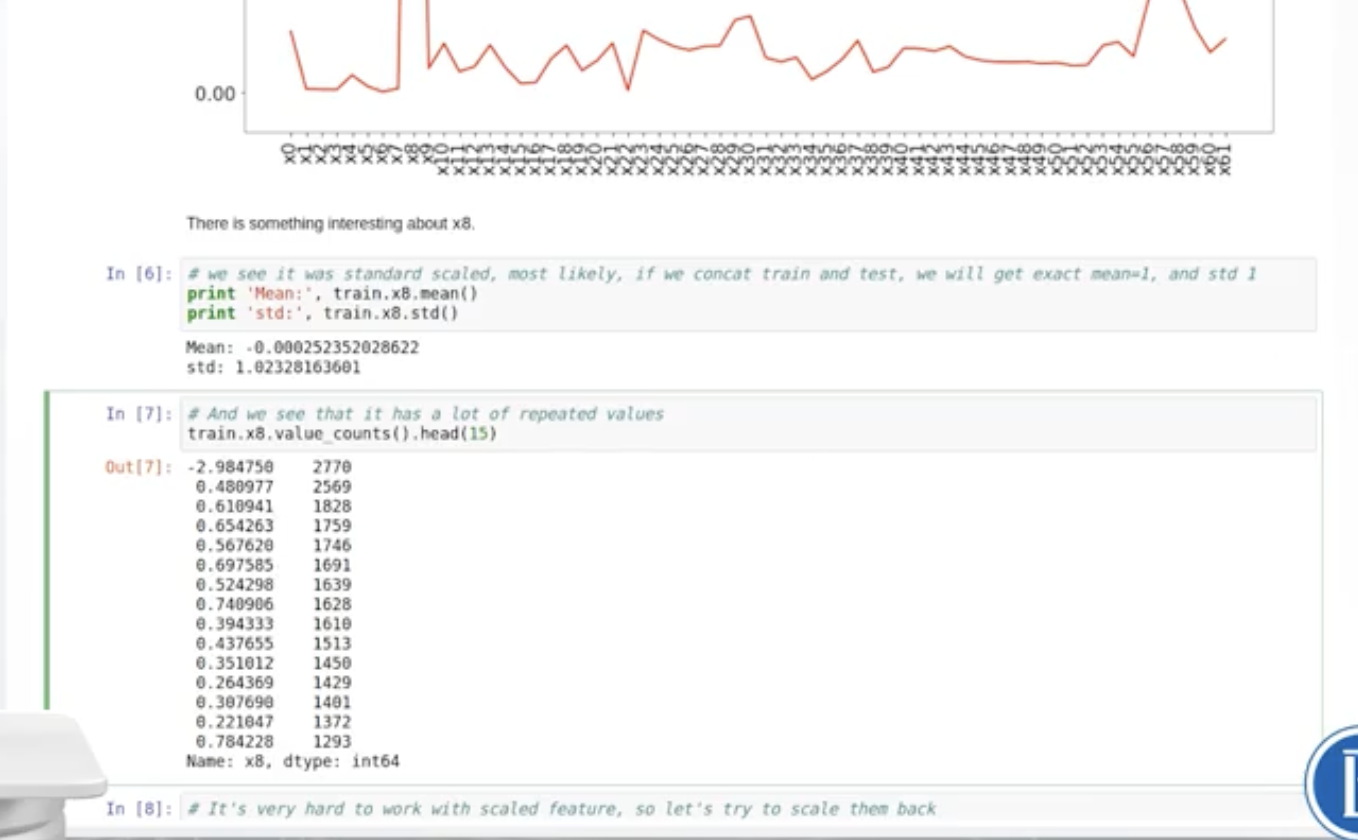 0.00
x0 x1 x2 x3 x4 x5 x6 x7 x8 x9 x10 x11 x12 x13 x14 x15 x16 x17 x18 x19 x20 x21 x22 x23 x24 x25 x26 x27 x28 x29 x30 x31 x32 x33 x34 x35 x36 x37 x38 x39 x40 x41 x42 x43 x44 x45 x46 x47 x48 x49 x50 x51 x52 x53 x54 x55 x56 x57 x58 x59 x60 x61
There is something interesting about x8.
In [6]: # we see it was standard scaled, most likely, if we concat train and test, we will get exact mean=1, and std 1
print 'Mean:', train.x8.mean()
print 'std:', train.x8.std()
Mean: -0.000252352028622
std: 1.02328163601
In [7]: # And we see that it has a lot of repeated values
train.x8.value_counts().head(15)
Out[7]: -2.984750 2770
0.480977 2569
0.610941 1828
0.654263 1759
0.567620 1746
0.697585 1691
0.524298 1639
0.740906 1628
0.394333 1610
0.437655 1513
0.351012 1450
0.264369 1429
0.307690 1401
0.221047 1372
0.784228 1293
Name: x8, dtype: int64
In [8]: # It's very hard to work with scaled feature, so let's try to scale them back